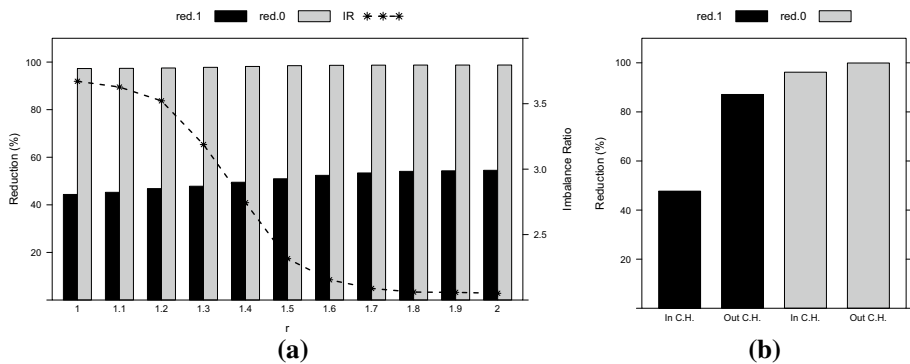 red.1 red.0 IR
Reduction (%)
100
80
60
40
20
3.5
3.0
2.5
Imbalance Ratio
1 1.1 1.2 1.3 1.4 1.5 1.6 1.7 1.8 1.9 2
r
(a)
red.1 red.0
Reduction (%)
100
80
60
40
20
In C.H. Out C.H. In C.H. Out C.H.
(b)